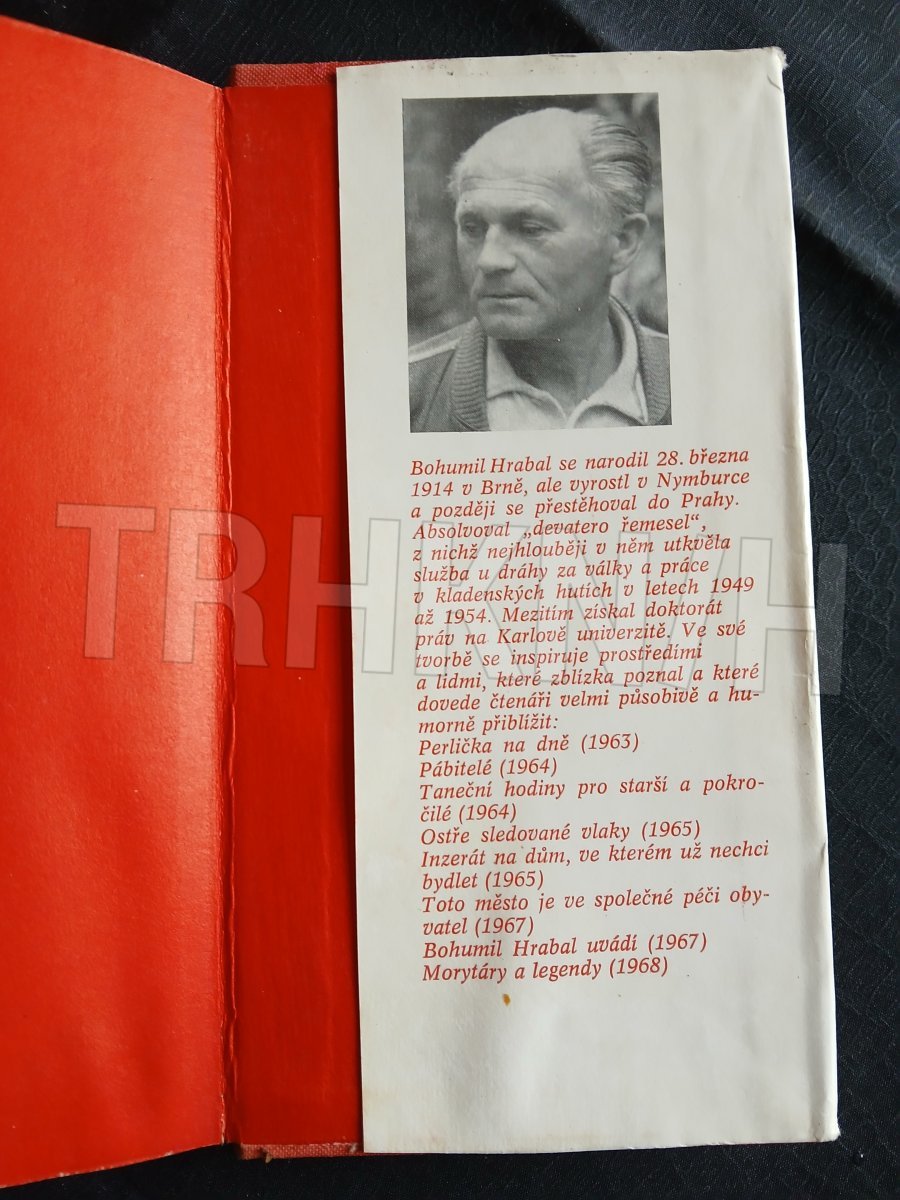 Bohumil Hrabal se narodil 28. března
1914 v Brně, ale vyrostl v Nymburce
a později se přestěhoval do Prahy.
Absolvoval „devatero řemesel“,
z nichž nejhlouběji v něm utkvěla
služba u dráhy za války a práce
v kladenských hutích v letech 1949
až 1954. Mezitím získal doktorát
práv na Karlově univerzitě. Ve své
tvorbě se inspiruje prostředími
a lidmi, které zblízka poznal a které
dovede čtenáři velmi působivě a hu-
morně přiblížit:
Perlička na dně (1963)
Pábitelé (1964)
Taneční hodiny pro starší a pokro-
čilé (1964)
Ostře sledované vlaky (1965)
Inzerát na dům, ve kterém už nechci
bydlet (1965)
Toto město je ve společné péči oby-
vatel (1967)
Bohumil Hrabal uvádí (1967)
Morytáty a legendy (1968)
TRHKNIH